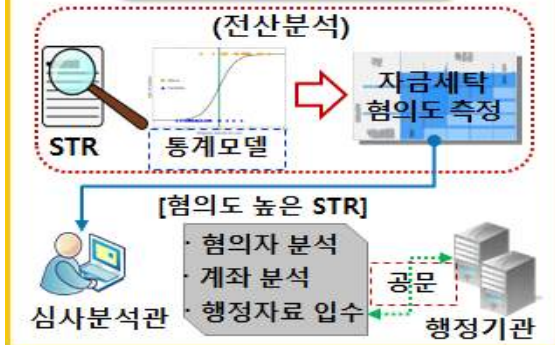 (전산분석)
STR
통계모델
자금세탁
혐의도 측정
[혐의도 높은 STR]
· 혐의자 분석
· 계좌 분석
· 행정자료 입수
공문
심사분석관
행정기관